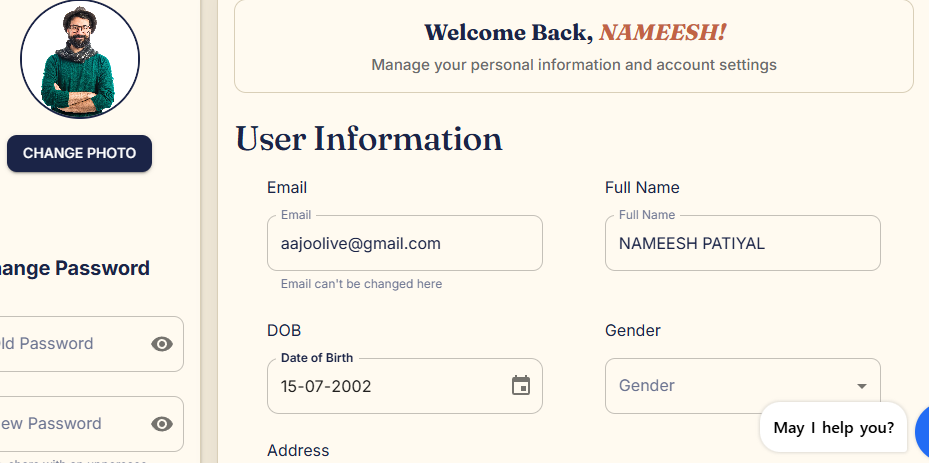 Welcome Back, NAMEESH!
Manage your personal information and account settings
CHANGE PHOTO
User Information
Email
Full Name
Email
Full Name
aajoolive@gmail.com
NAMEESH PATIYAL
Email can't be changed here
ange Password
ld Password
ew Password
DOB
Gender
Date of Birth
15-07-2002
Gender
May I help you?
Address